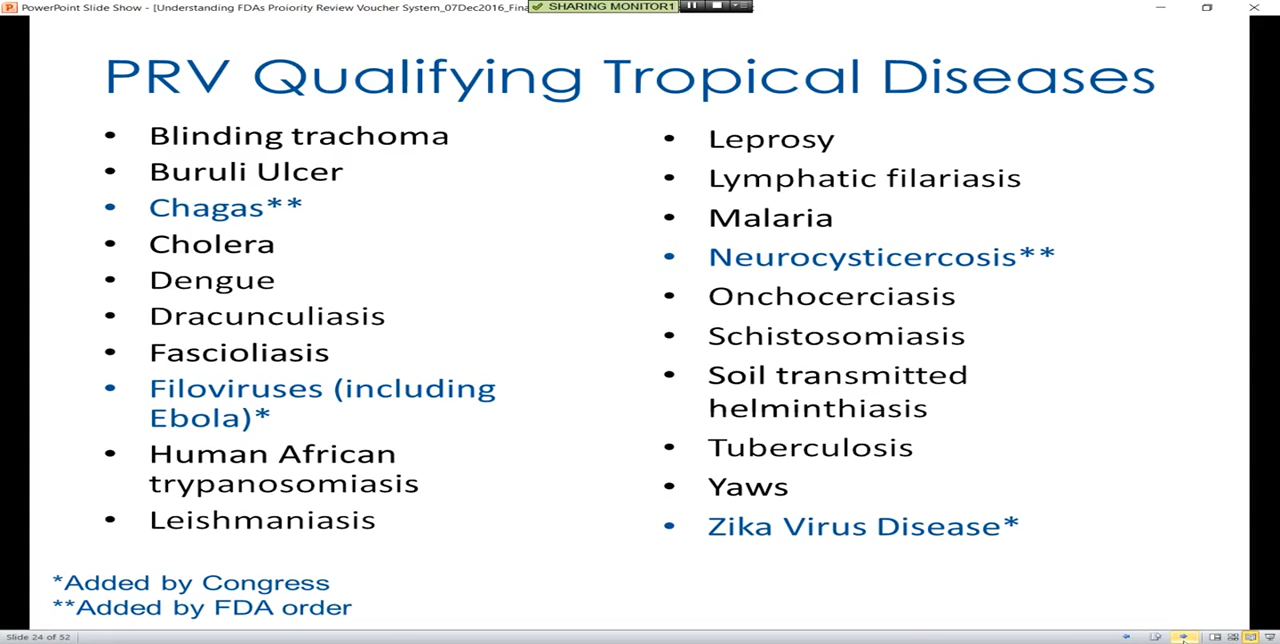 PowerPoint Slide Show - [Understanding FDAs Proiority Review Voucher System_07Dec2016_Fina
SHARING MONITOR1
PRV Qualifying Tropical Diseases
• Blinding trachoma
• Buruli Ulcer
• Chagas**
• Cholera
• Dengue
• Dracunculiasis
• Fascioliasis
• Filoviruses (including
Ebola)*
• Human African
trypanosomiasis
• Leishmaniasis
• Leprosy
• Lymphatic filariasis
• Malaria
• Neurocysticercosis**
• Onchocerciasis
• Schistosomiasis
• Soil transmitted
helminthiasis
• Tuberculosis
• Yaws
• Zika Virus Disease*
*Added by Congress
**Added by FDA order
Slide 24 of 52